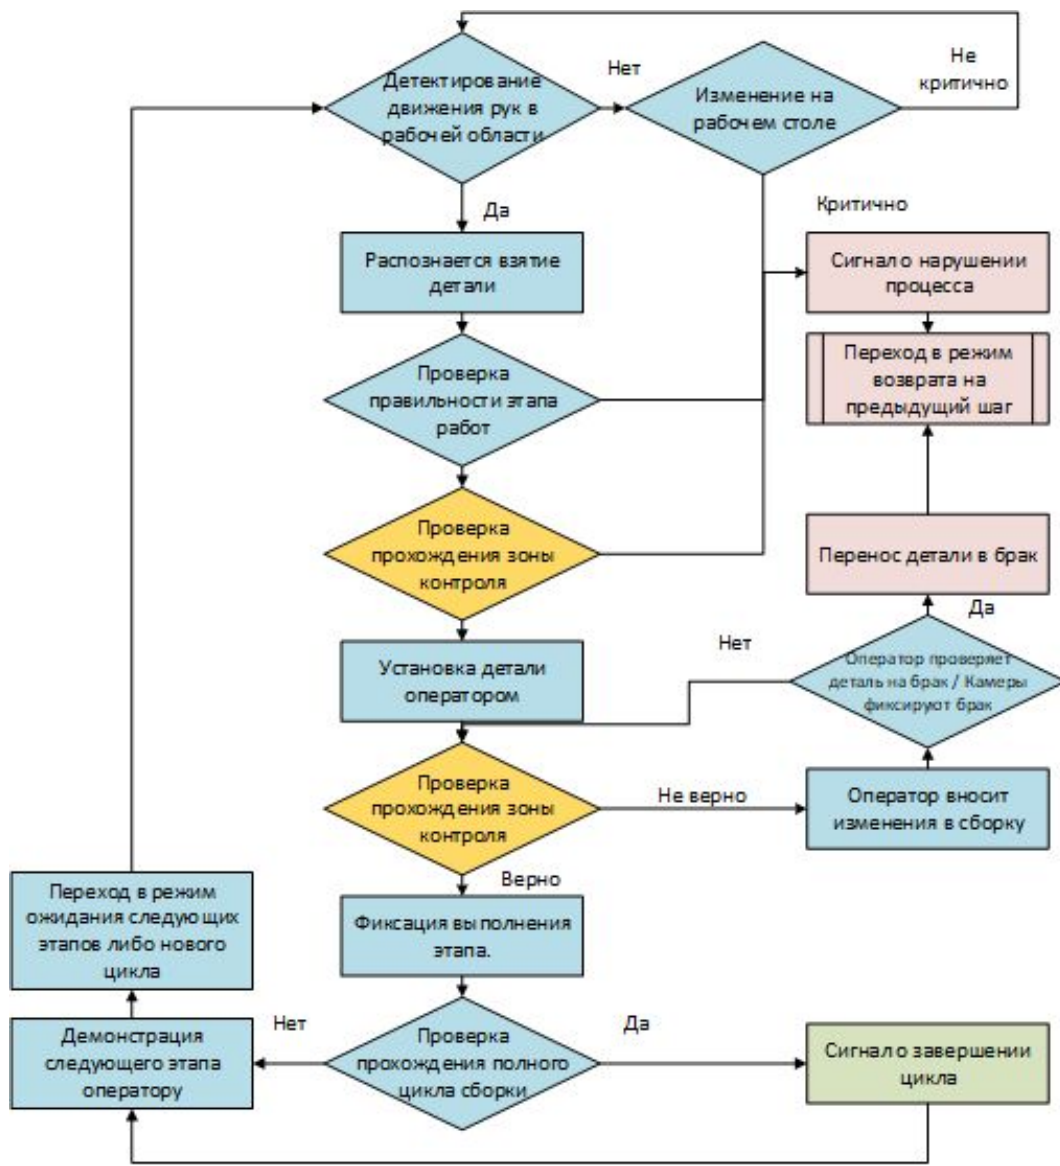 Детектирование
движения рук в
рабочей области
Нет
Изменение на
рабочем столе
Не
критично
Да
Критично
Распознается взятие
детали
Сигнал о нарушении
процесса
Проверка
правильности этапа
работ
Переход в режим
возврата на
предыдущий шаг
Проверка
прохождения зоны
контроля
Перенос детали в брак
Да
Установка детали
оператором
Нет
Оператор проверяет
деталь на брак / Камеры
фиксируют брак
Проверка
прохождения зоны
контроля
Не верно
Оператор вносит
изменения в сборку
Верно
Переход в режим
ожидания следующих
этапов либо нового
цикла
Фиксация выполнения
этапа.
Демонстрация
следующего этапа
оператору
Нет
Проверка
прохождения полного
цикла сборки
Да
Сигнал о завершении
цикла